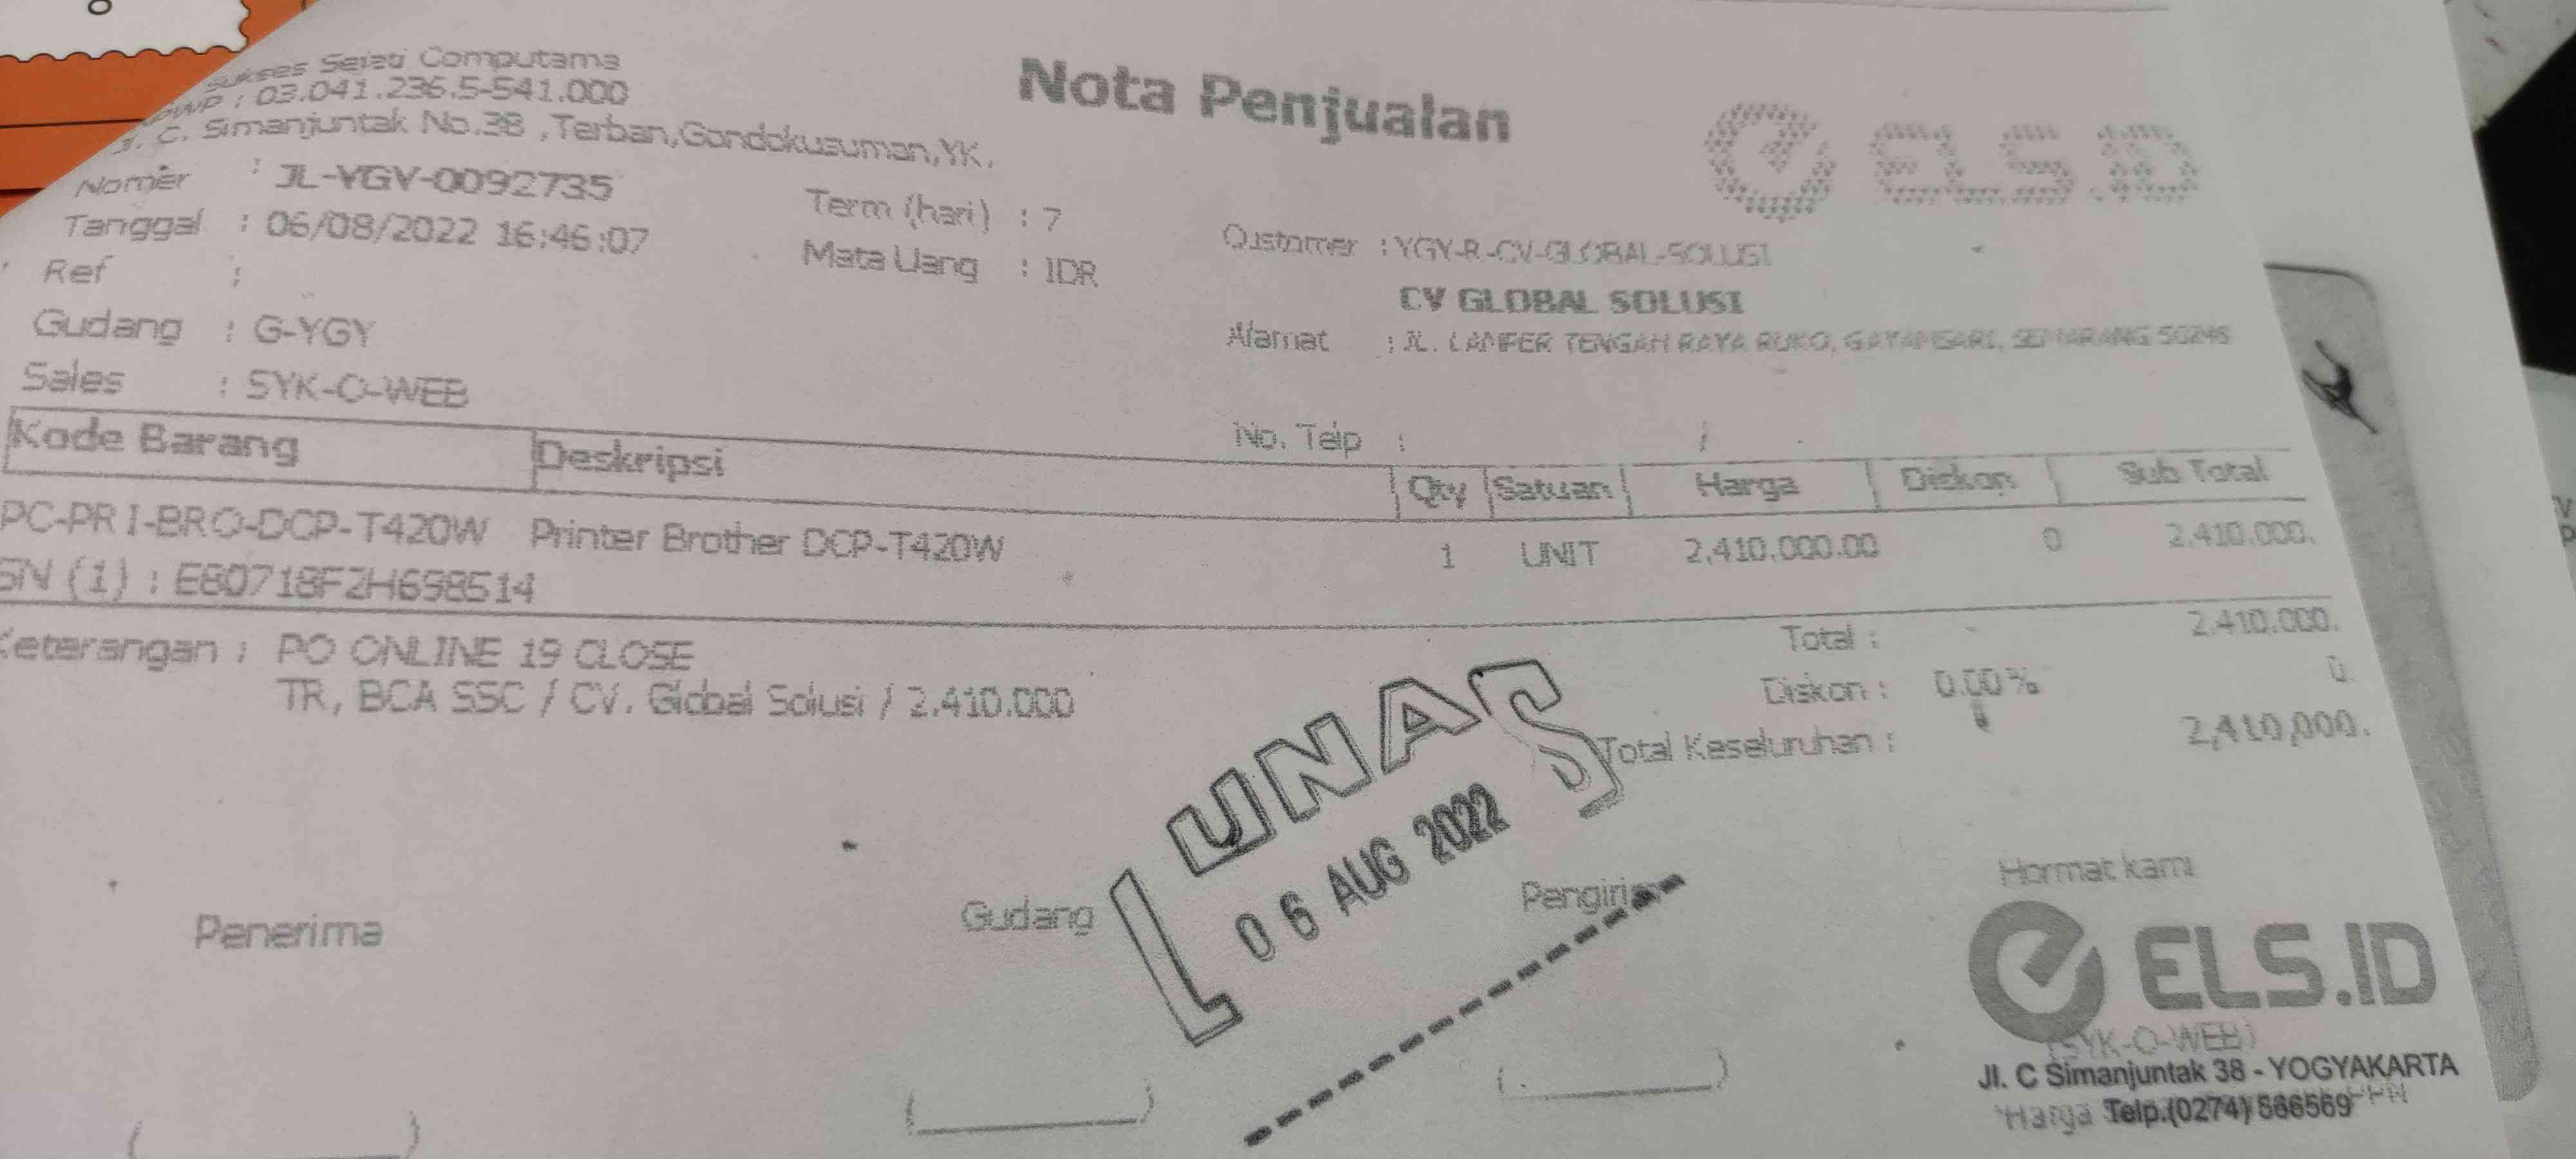 Sukses Sejati Computama
NPWP : 03.041.236.5-541.000
Jl. C. Simanjuntak No.38 ,Terban,Gondokusuman,YK.
Nota Penjualan
ELS.ID
Nomer : JL-YGY-0092735
Tanggal : 06/08/2022 16:46:07
Ref :
Gudang : G-YGY
Sales : SYK-O-WEB
Term (hari) : 7
Mata Uang : IDR
Customer : YGY-R-CV-GLOBAL-SOLUSI
CV GLOBAL SOLUSI
Alamat : JL. LAMPER TENGAH RAYA RUKO, GAYAMSARI, SEMARANG 50248
No. Telp : /
Kode Barang Deskripsi Qty Satuan Harga Diskon Sub Total
PC-PRI-BRO-DCP-T420W Printer Brother DCP-T420W 1 UNIT 2,410,000.00 0 2,410,000.
SN (1) : E80718F2H698514
Keterangan : PO ONLINE 19 CLOSE
TR, BCA SSC / CV. Global Solusi / 2.410.000
Total : 2,410,000.
Diskon : 0.00% 0
Total Keseluruhan : 2,410,000.
LUNAS
06 AUG 2022
Penerima
Gudang
Pengirim
Hormat kami
ELS.ID
(SYK-O-WEB)
Jl. C Simanjuntak 38 - YOGYAKARTA
Harga PPN
Telp.(0274) 566569